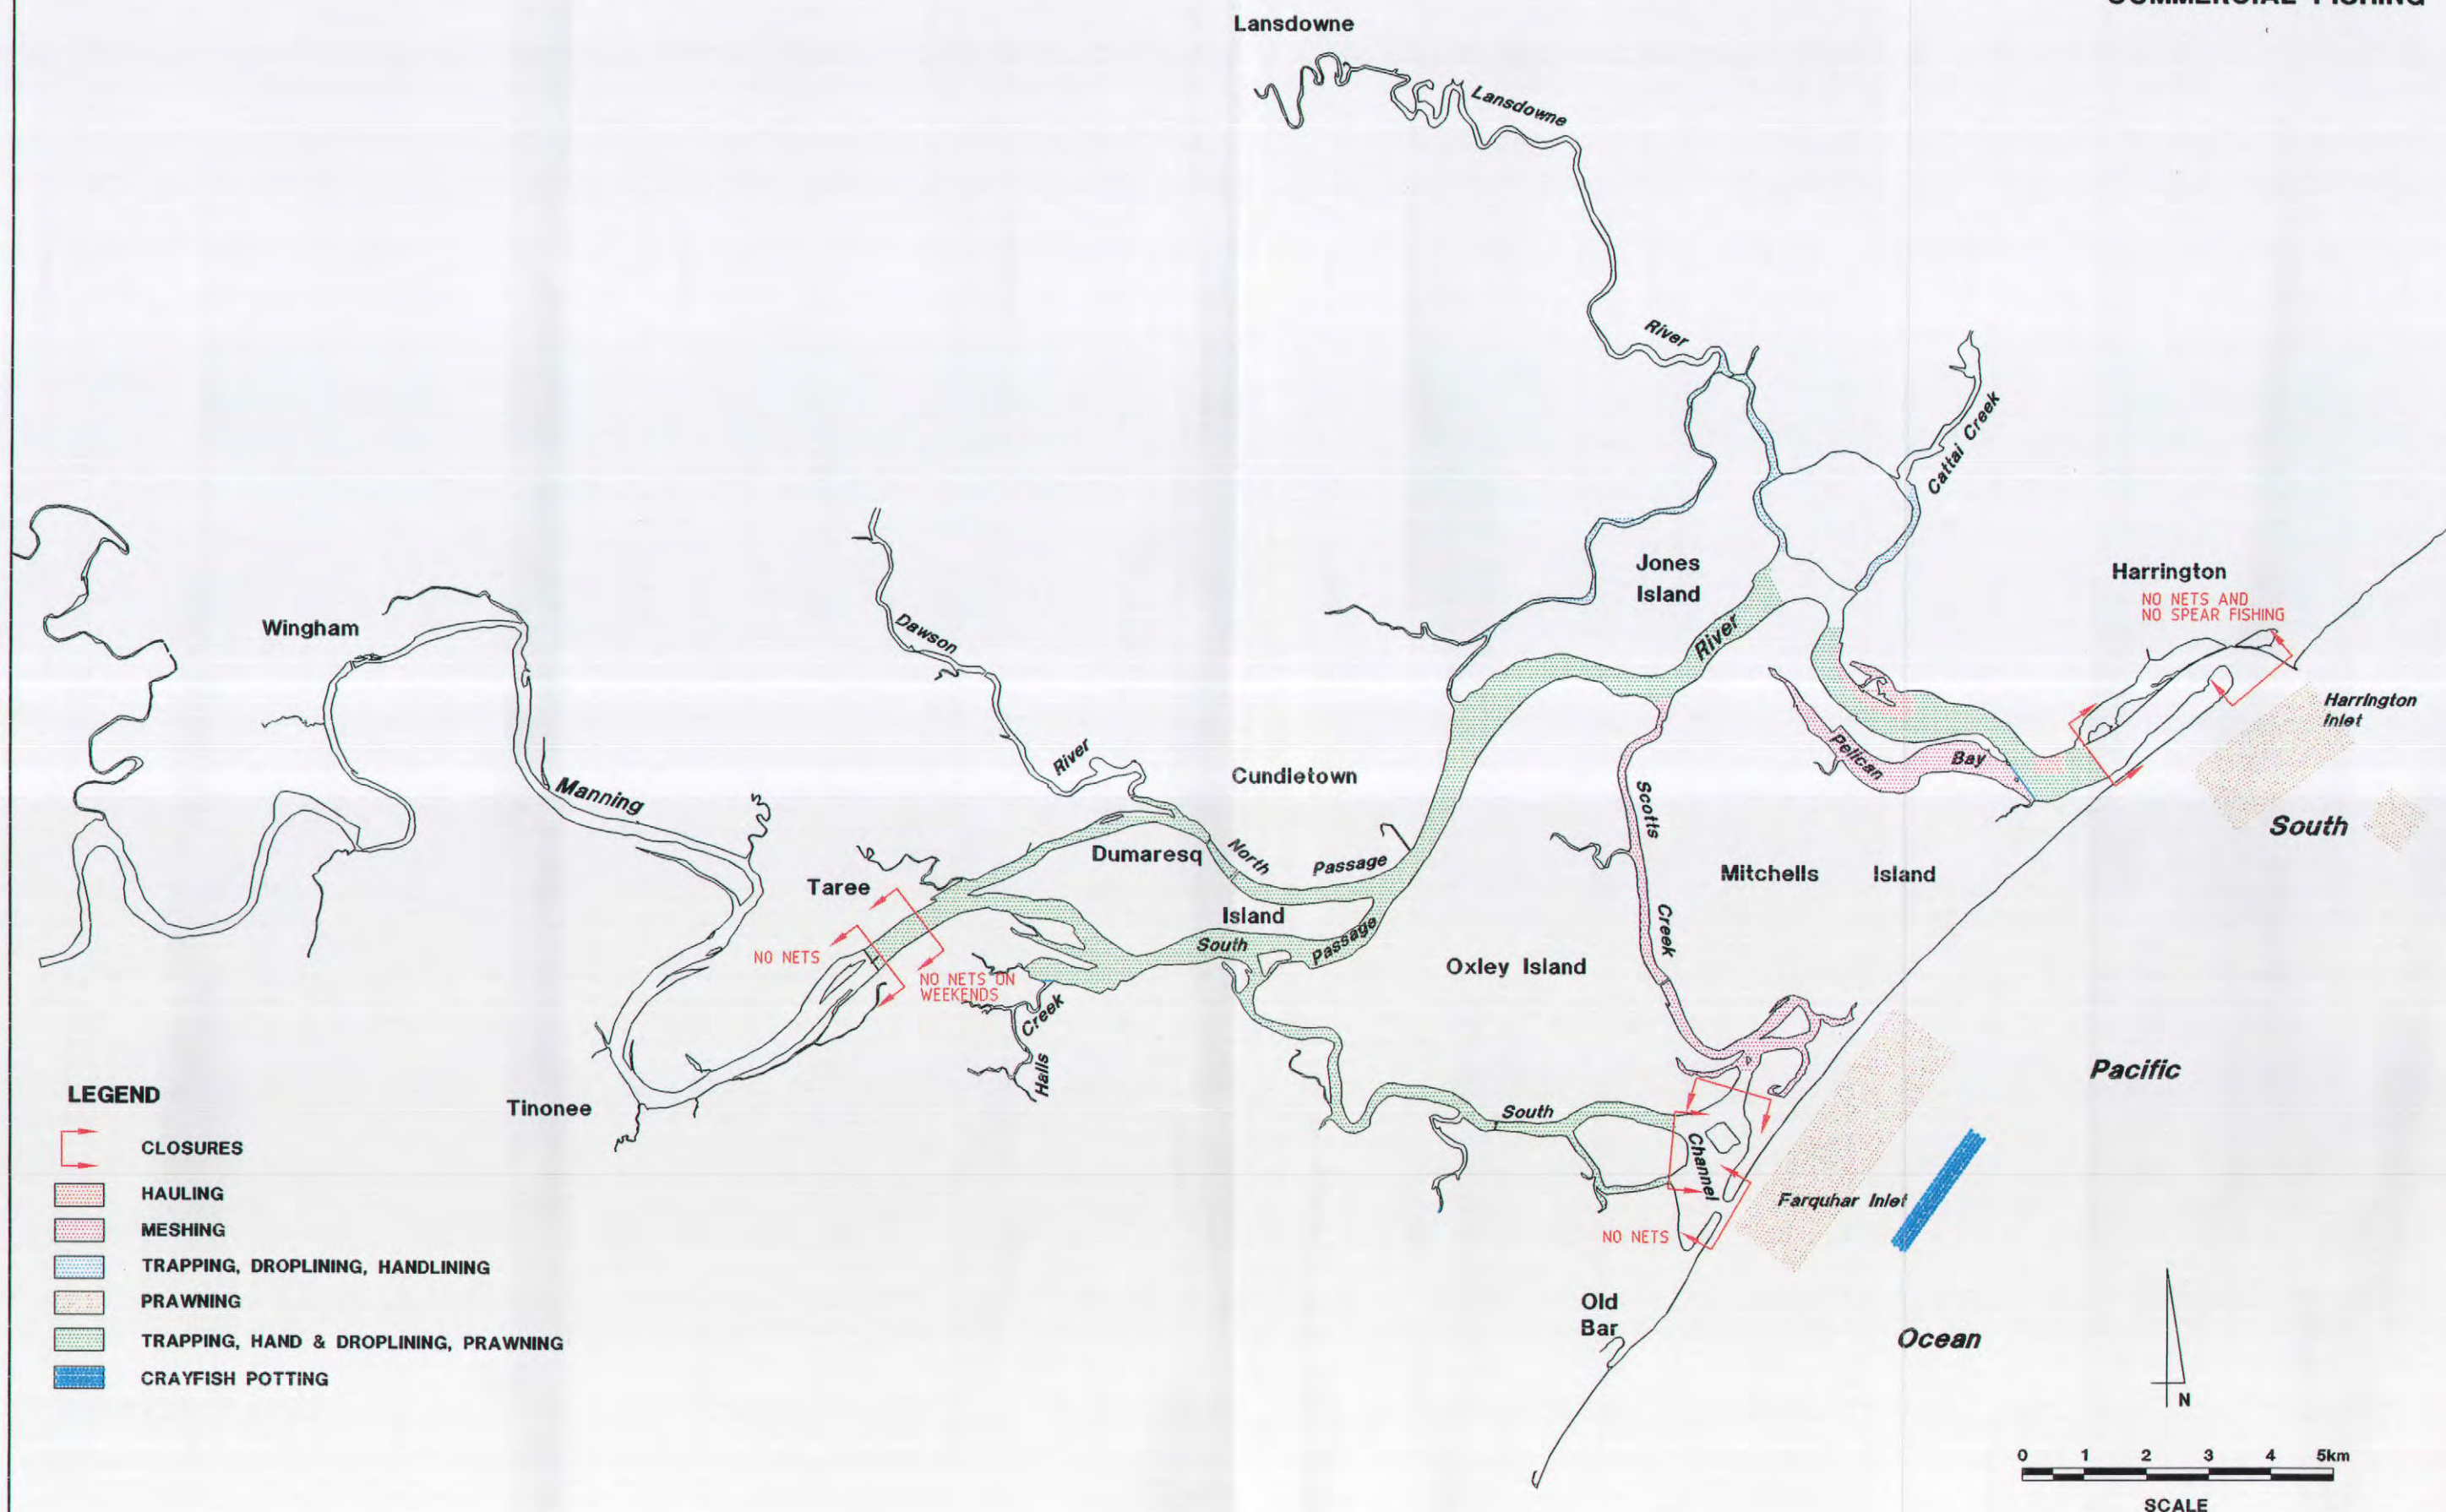 COMMERCIAL FISHING
Lansdowne
Lansdowne
River
Cattai Creek
Jones
Island
Harrington
NO NETS AND
NO SPEAR FISHING
Wingham
Dawson
River
River
Harrington
Inlet
Manning
Cundletown
Pelican
Bay
Scotts
Creek
South
Dumaresq
North
Passage
Mitchells Island
Taree
Island
South
Passage
NO NETS
NO NETS ON
WEEKENDS
Oxley Island
Creek
Halls
Pacific
LEGEND
CLOSURES
HAULING
MESHING
TRAPPING, DROPLINING, HANDLINING
PRAWNING
TRAPPING, HAND & DROPLINING, PRAWNING
CRAYFISH POTTING
Tinonee
South
Channel
Farquhar Inlet
NO NETS
Old
Bar
Ocean
N
0 1 2 3 4 5km
SCALE